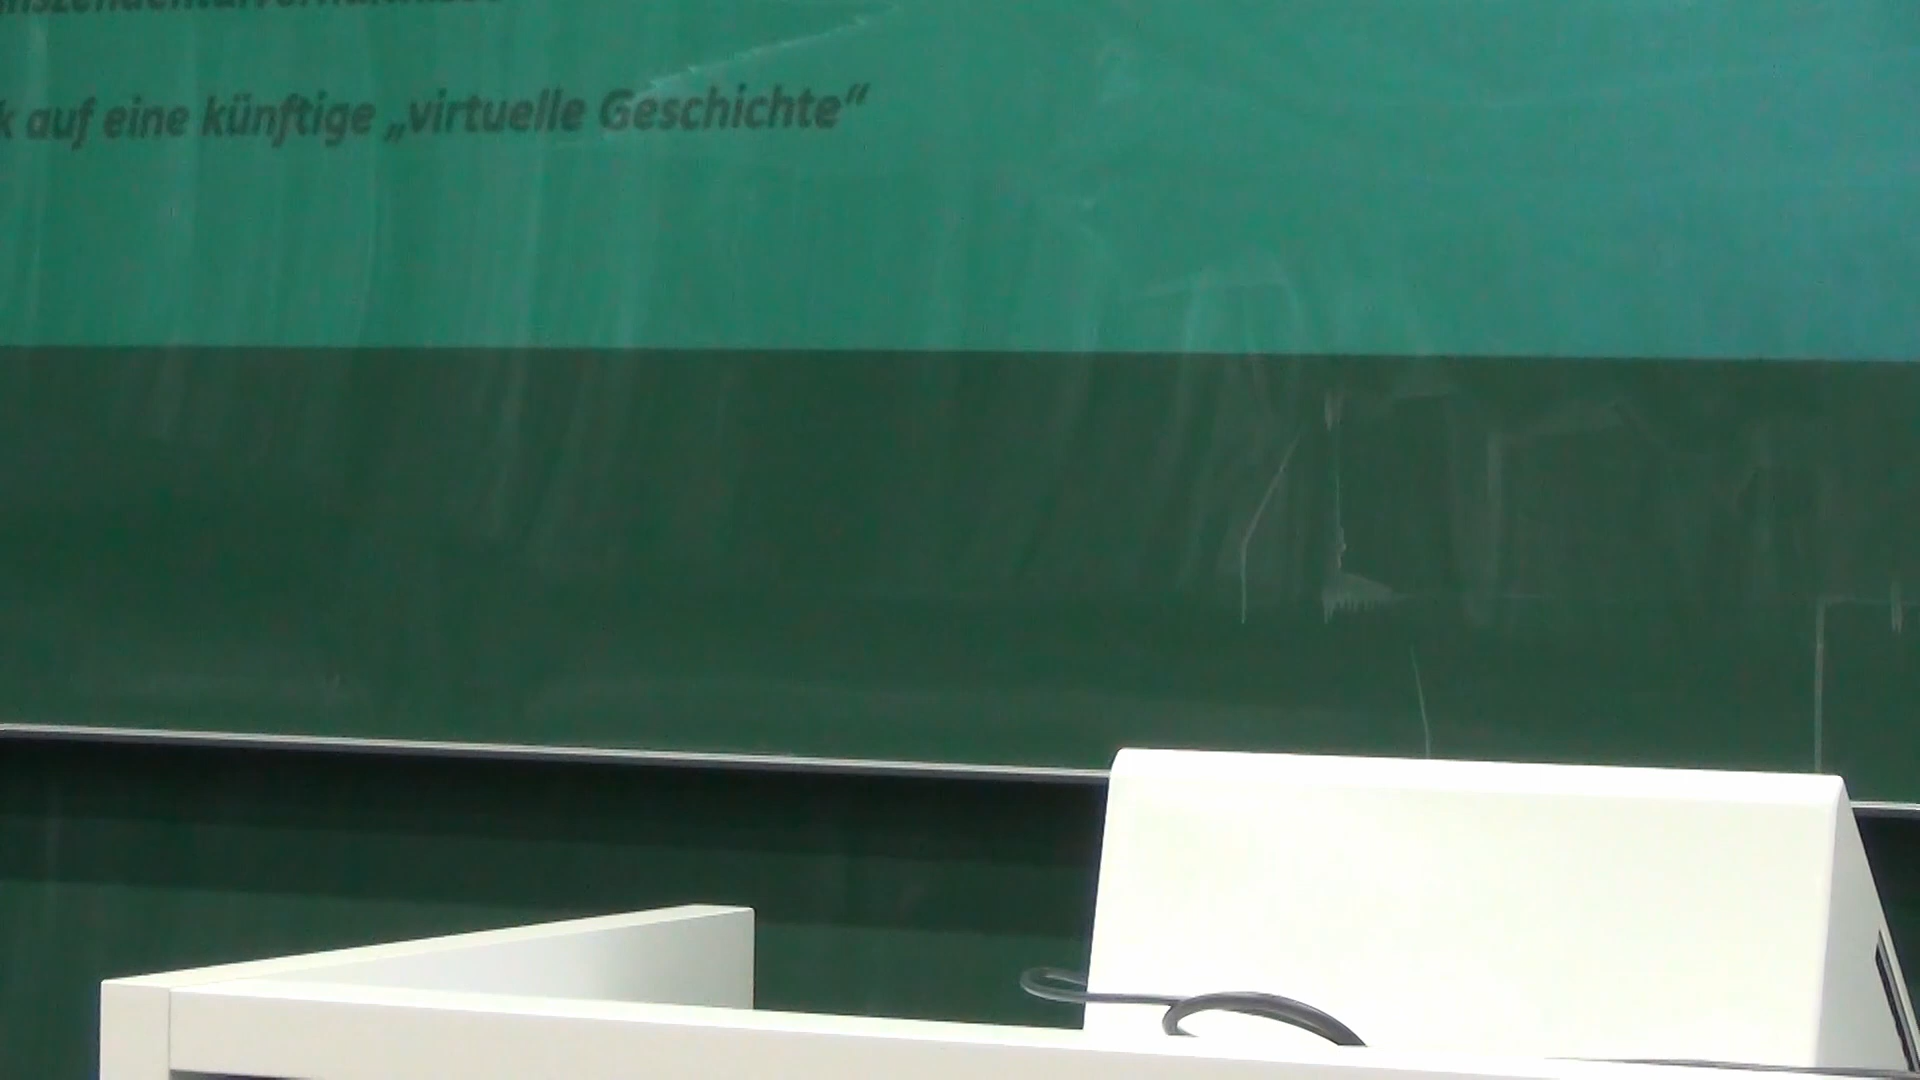 k auf eine künftige „virtuelle Geschichte“